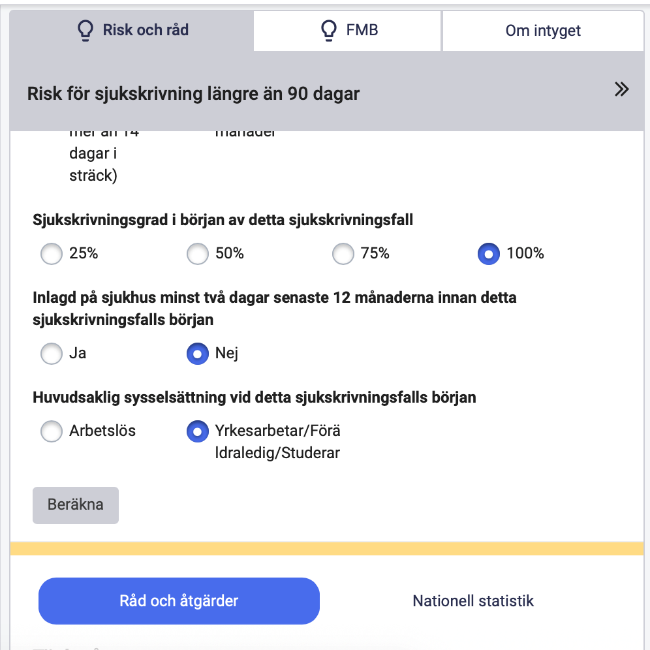 Risk och råd
FMB
Om intyget
Risk för sjukskrivning längre än 90 dagar
mer än 14
månader
dagar i
sträck)
Sjukskrivningsgrad i början av detta sjukskrivningsfall
25%
50%
75%
100%
Inlagd på sjukhus minst två dagar senaste 12 månaderna innan detta
sjukskrivningsfalls början
Ja
Nej
Huvudsaklig sysselsättning vid detta sjukskrivningsfalls början
Arbetslös
Yrkesarbetar/Förä
ldraledig/Studerar
Beräkna
Råd och åtgärder
Nationell statistik